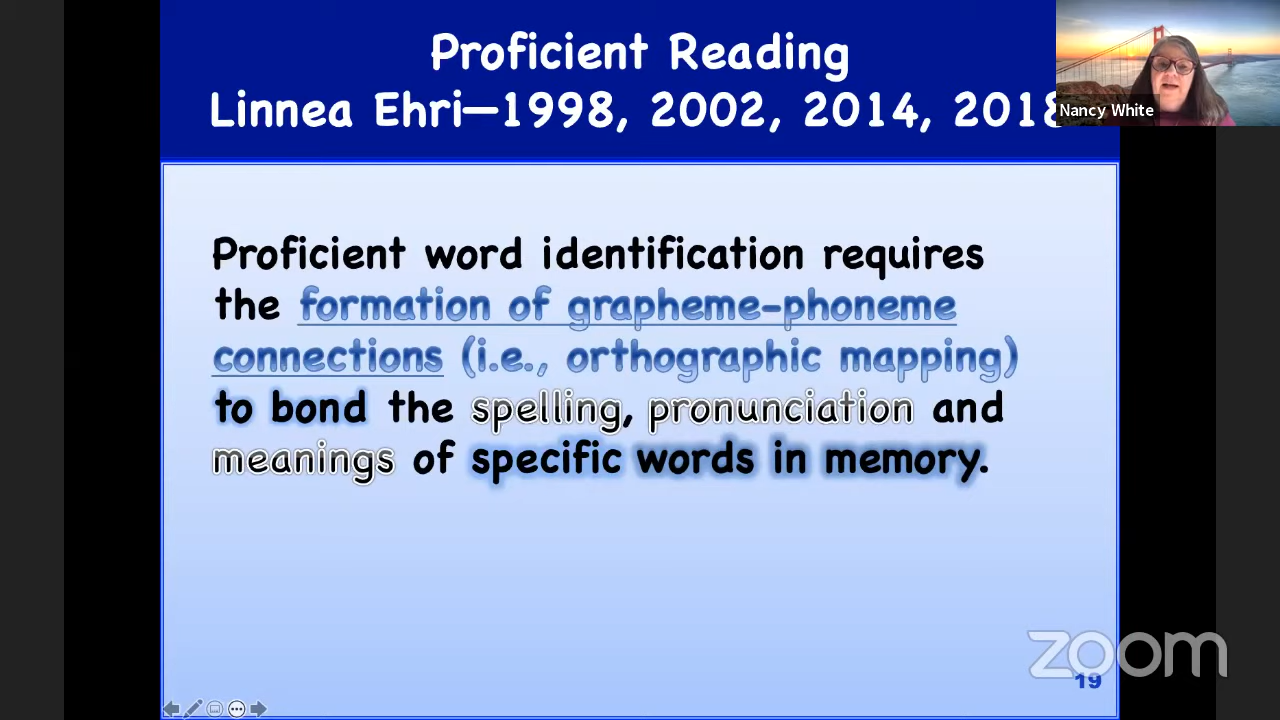 Proficient Reading
Linnea Ehri—1998, 2002, 2014, 2018
Nancy White
Proficient word identification requires
the formation of grapheme-phoneme
connections (i.e., orthographic mapping)
to bond the spelling, pronunciation and
meanings of specific words in memory.
zoom
19